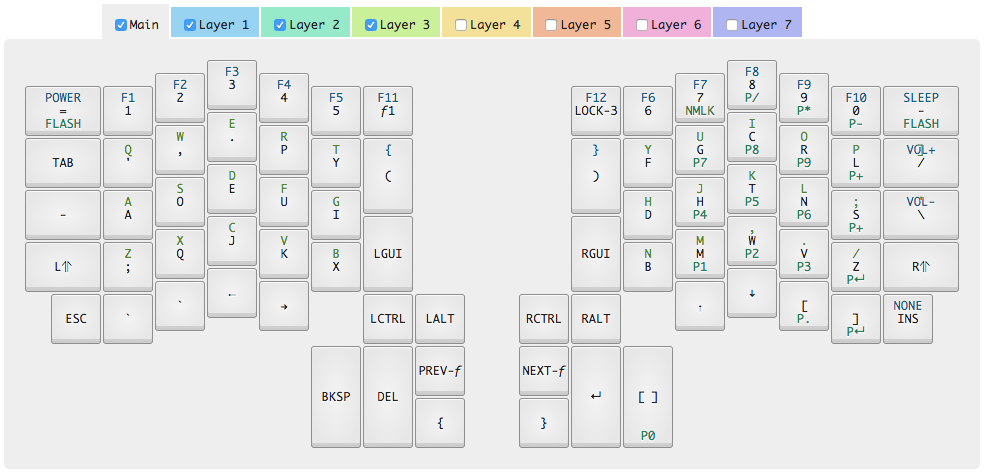 Main Layer 1 Layer 2 Layer 3 Layer 4 Layer 5 Layer 6 Layer 7
POWER
=
FLASH
F1
1
F2
2
F3
3
F4
4
F5
5
F11
ƒ1
F12
LOCK-3
F6
6
F7
7
NMLK
F8
8
P/
F9
9
P*
F10
0
P-
SLEEP
-
FLASH
TAB
Q
'
W
,
E
.
R
P
T
Y
{
(
}
)
Y
F
U
G
P7
I
C
P8
O
R
P9
P
L
P+
VOL+
/
-
A
A
S
O
D
E
F
U
G
I
H
D
J
H
P4
K
T
P5
L
N
P6
;
S
P+
VOL-
\
L⇑
Z
;
X
Q
C
J
V
K
B
X
LGUI
RGUI
N
B
M
M
P1
,
W
P2
.
V
P3
/
Z
P↵
R⇑
ESC
`
`
←
→
LCTRL
LALT
RCTRL
RALT
↑
↓
[
P.
]
P↵
NONE
INS
BKSP
DEL
PREV-ƒ
{
NEXT-ƒ
}
↵
[ ]
P0